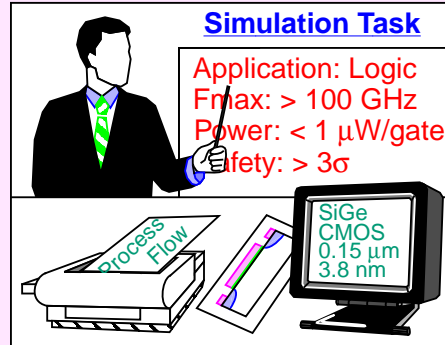 Simulation Task
Application: Logic
Fmax: > 100 GHz
Power: < 1 μW/gate
Safety: > 3σ
Process
Flow
SiGe
CMOS
0.15 μm
3.8 nm